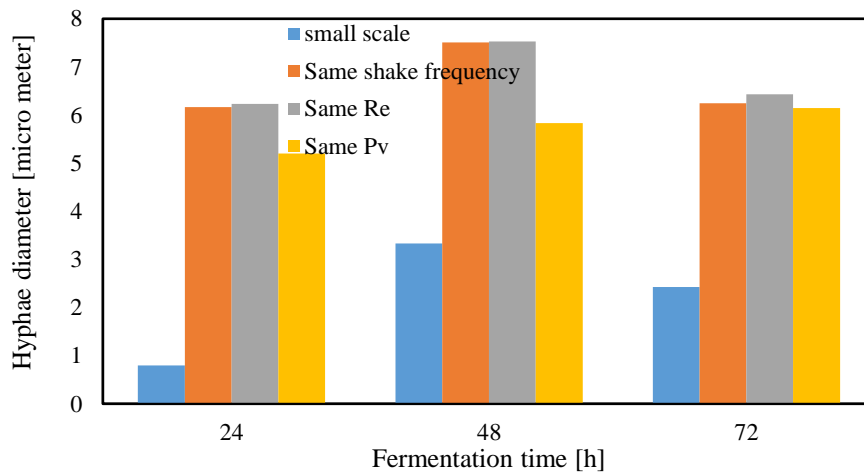 8
7
6
5
4
3
2
1
0
Hyphae diameter [micro meter]
small scale
Same shake frequency
Same Re
Same Pv
24 48 72
Fermentation time [h]